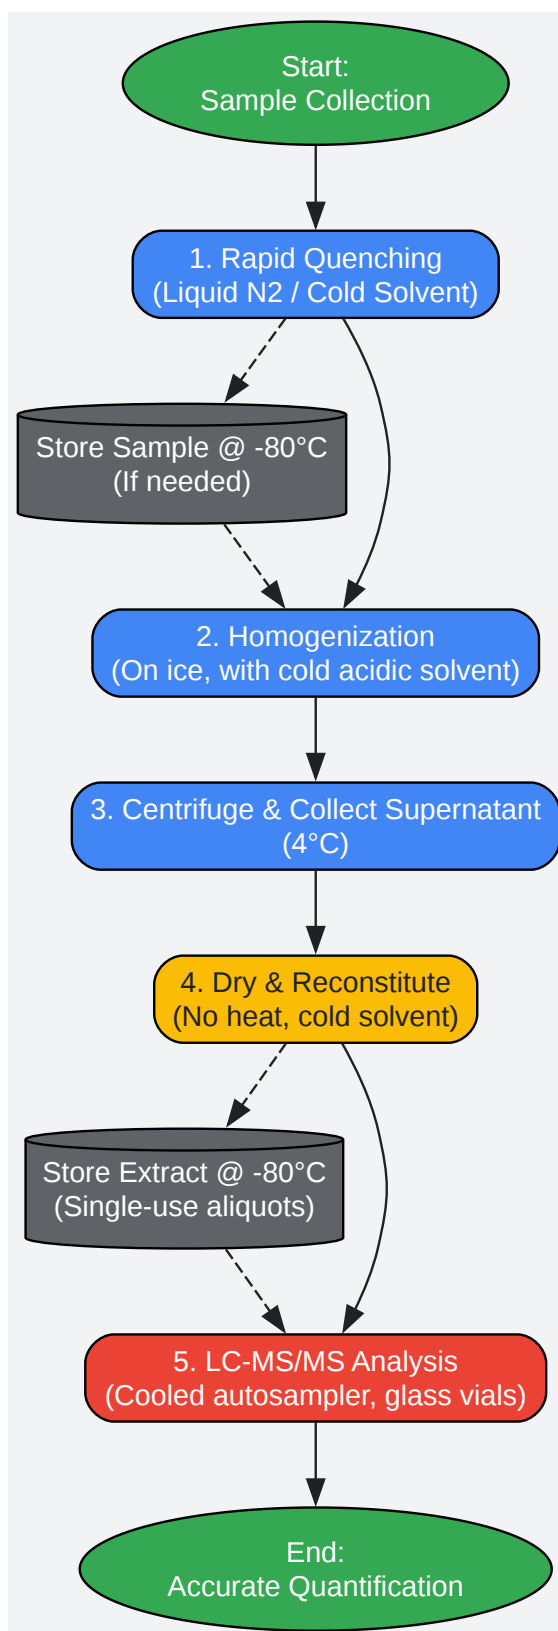 Start:
Sample Collection
1. Rapid Quenching
(Liquid N2 / Cold Solvent)
Store Sample @ -80°C
(If needed)
2. Homogenization
(On ice, with cold acidic solvent)
3. Centrifuge & Collect Supernatant
(4°C)
4. Dry & Reconstitute
(No heat, cold solvent)
Store Extract @ -80°C
(Single-use aliquots)
5. LC-MS/MS Analysis
(Cooled autosampler, glass vials)
End:
Accurate Quantification